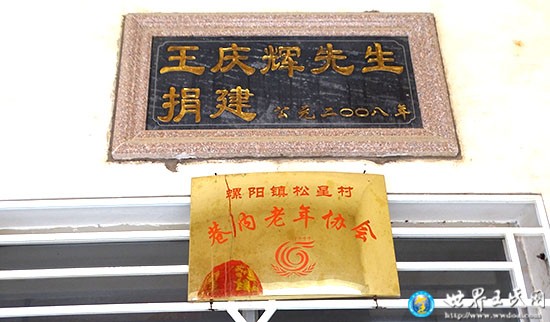 王庆辉先生
捐建 公元二〇〇八年
螺阳镇松星村
巷内老年协会
世界王氏网